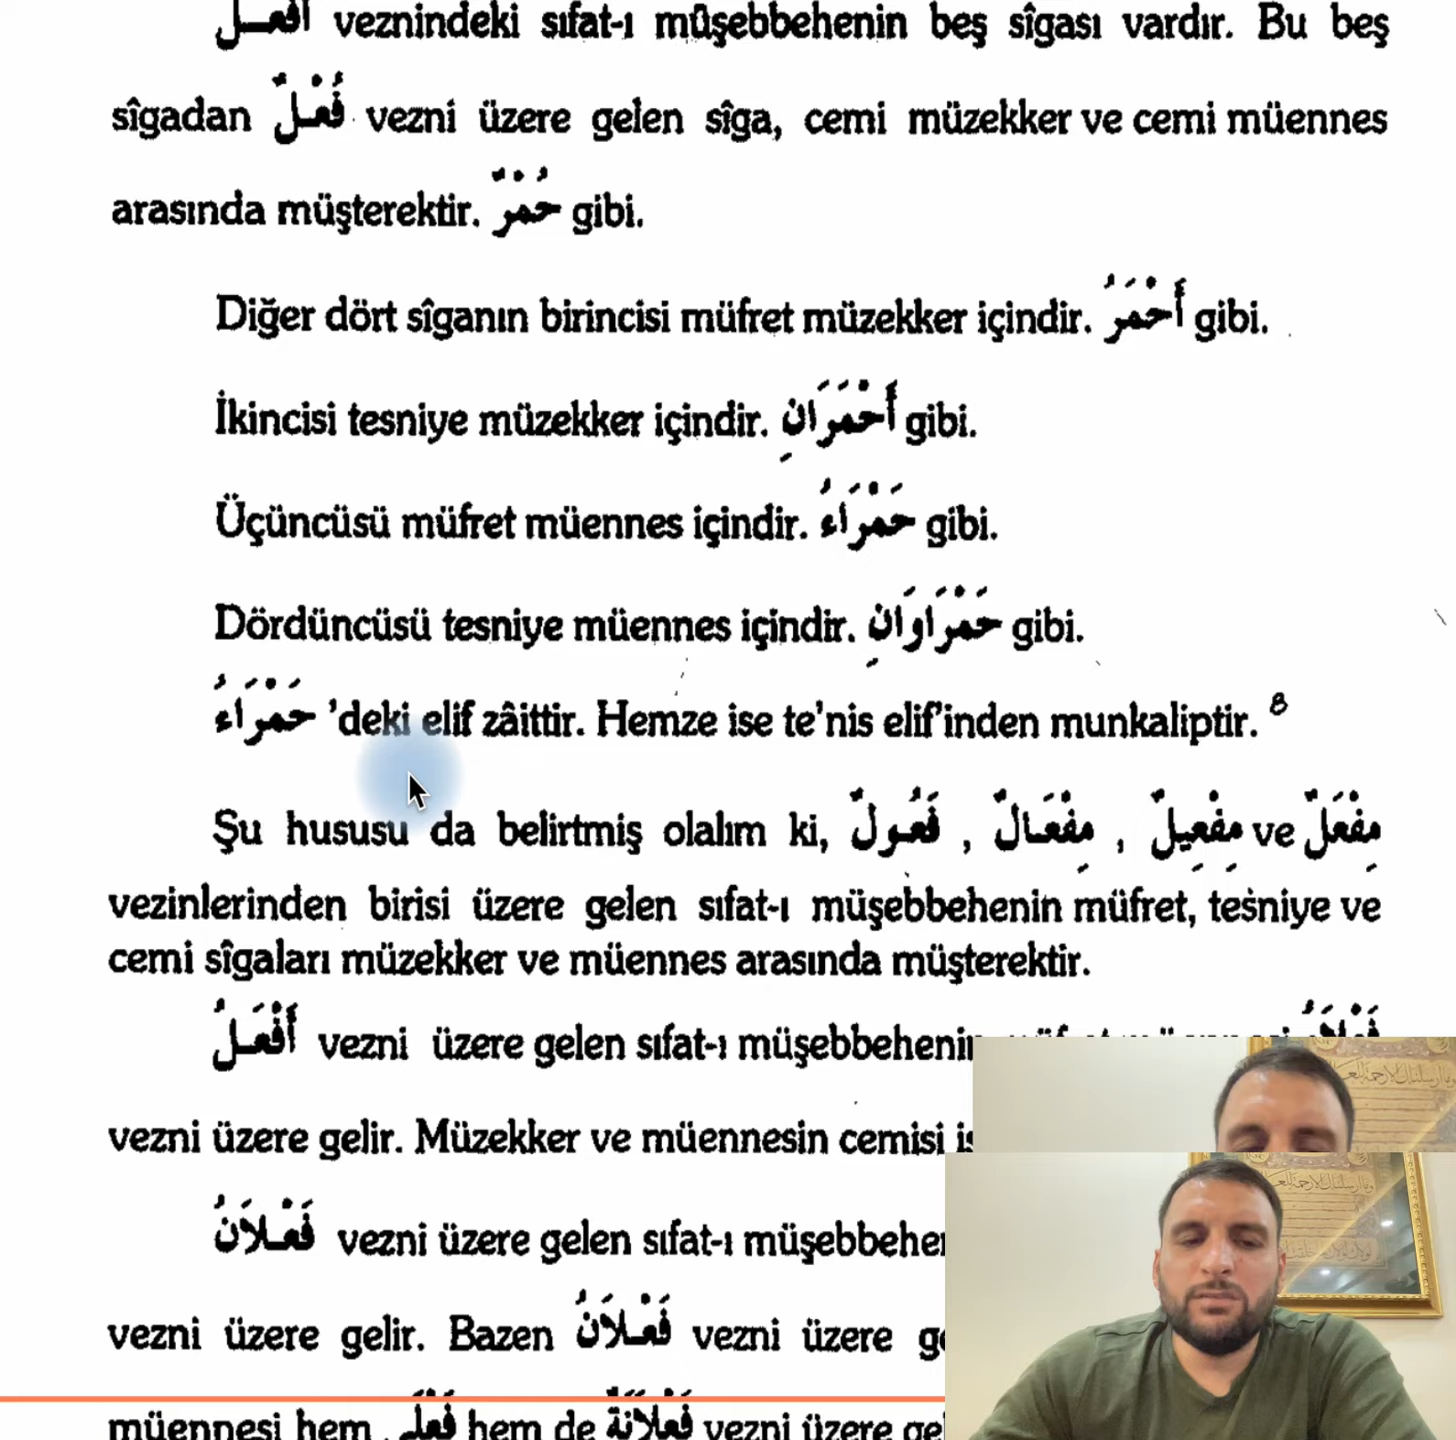 أَفْعَلُ veznindeki sıfat-ı müşebbehenin beş sîgası vardır. Bu beş
sîgadan فُعْلٌ vezni üzere gelen sîga, cemi müzekker ve cemi müennes
arasında müşterektir. حُمْرٌ gibi.
Diğer dört sîganın birincisi müfret müzekker içindir. أَحْمَرُ gibi.
İkincisi tesniye müzekker içindir. أَحْمَرَانِ gibi.
Üçüncüsü müfret müennes içindir. حَمْرَاءُ gibi.
Dördüncüsü tesniye müennes içindir. حَمْرَاوَانِ gibi.
حَمْرَاءُ 'deki elif zâittir. Hemze ise te'nis elif'inden munkaliptir. 8
Şu hususu da belirtmiş olalım ki, فَعُولٌ , مِفْعَالٌ , مِفْعِيلٌ ve مِفْعَلٌ
vezinlerinden birisi üzere gelen sıfat-ı müşebbehenin müfret, tesniye ve
cemi sîgaları müzekker ve müennes arasında müşterektir.
أَفْعَلُ vezni üzere gelen sıfat-ı müşebbehenin
vezni üzere gelir. Müzekker ve müennesin cemisi
فَعْلاَنُ vezni üzere gelen sıfat-ı
vezni üzere gelir. Bazen فَعْلاَنُ vezni üzere
müennesi hem فَعْلَى hem de فَعْلاَنَةٌ vezni üzere